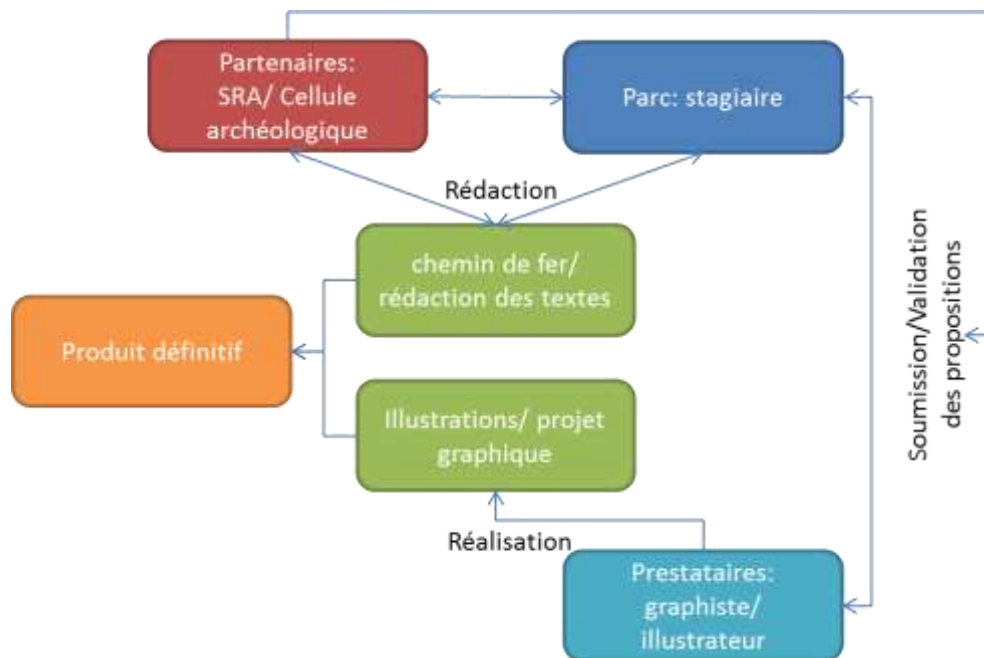 Partenaires:
SRA/ Cellule
archéologique
Parc: stagiaire
Rédaction
chemin de fer/
rédaction des textes
Produit définitif
Illustrations/ projet
graphique
Réalisation
Prestataires:
graphiste/
illustrateur
Soumission/Validation
des propositions